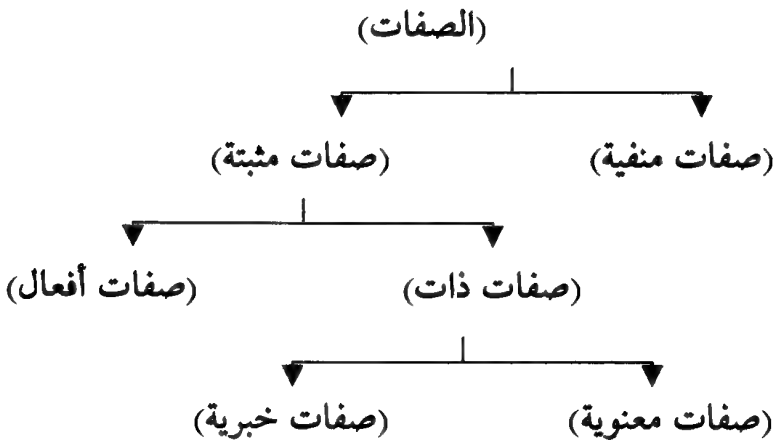 (الصفات)
(صفات منفية) (صفات مثبتة)
(صفات ذات) (صفات أفعال)
(صفات معنوية) (صفات خبرية)